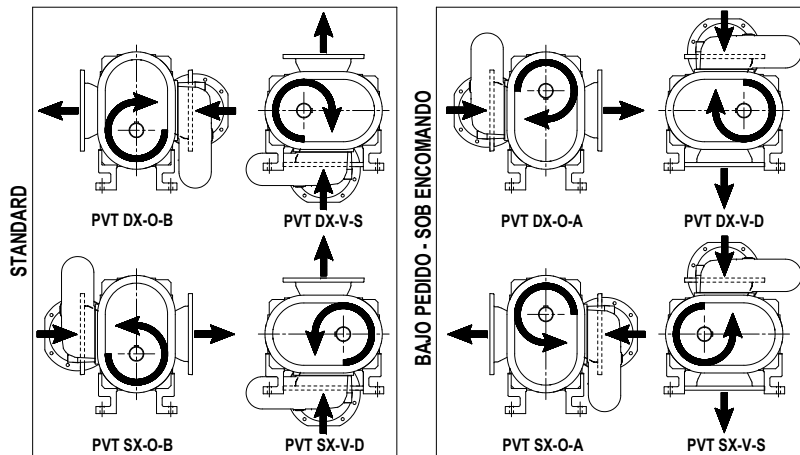 STANDARD
PVT DX-O-B
PVT DX-V-S
PVT SX-O-B
PVT SX-V-D
BAJO PEDIDO - SOB ENCOMANDO
PVT DX-O-A
PVT DX-V-D
PVT SX-O-A
PVT SX-V-S